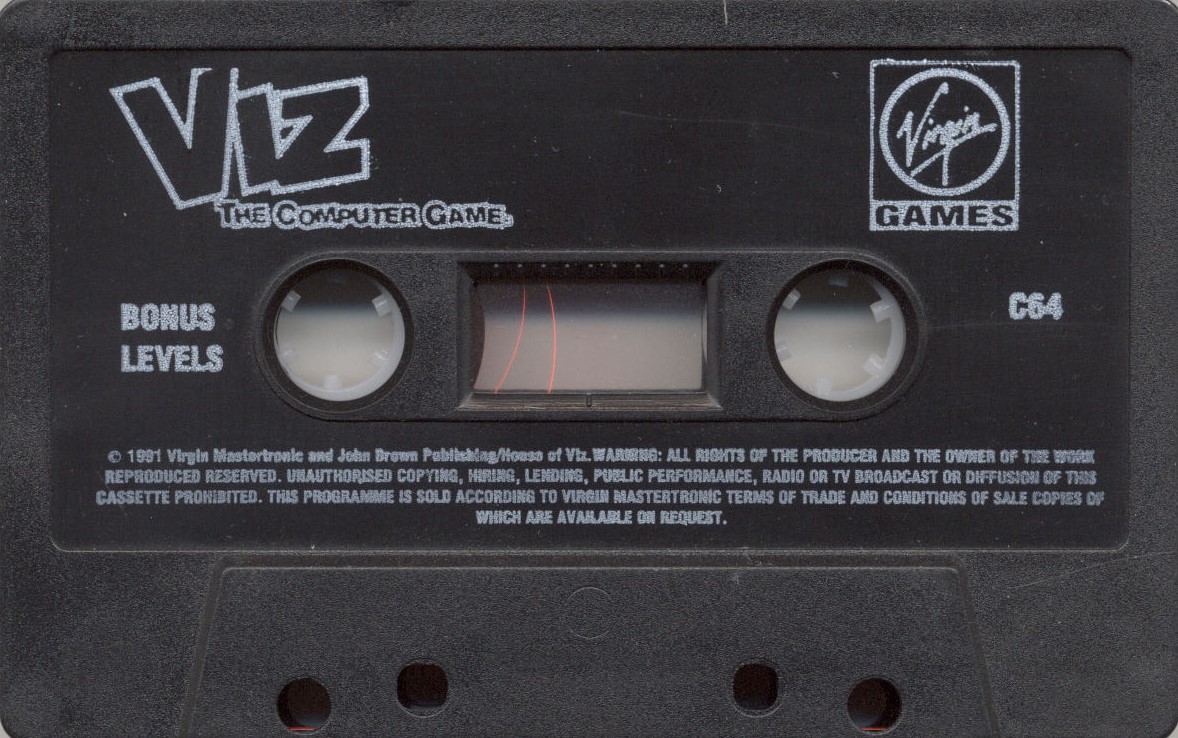 VIZ
THE COMPUTER GAME.
Virgin
GAMES
BONUS
LEVELS
C64
© 1991 Virgin Mastertronic and John Brown Publishing/House of Viz. WARNING: ALL RIGHTS OF THE PRODUCER AND THE OWNER OF THE WORK
REPRODUCED RESERVED. UNAUTHORISED COPYING, HIRING, LENDING, PUBLIC PERFORMANCE, RADIO OR TV BROADCAST OR DIFFUSION OF THIS
CASSETTE PROHIBITED. THIS PROGRAMME IS SOLD ACCORDING TO VIRGIN MASTERTRONIC TERMS OF TRADE AND CONDITIONS OF SALE COPIES OF
WHICH ARE AVAILABLE ON REQUEST.